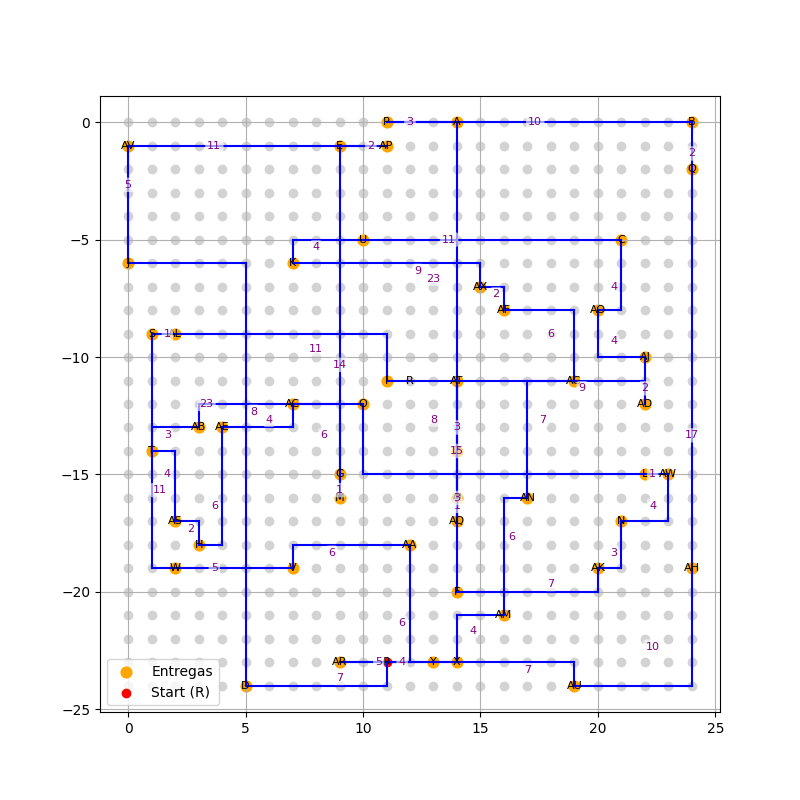 0
P
3
A
10
B
AV
11
E
2
AP
2
Q
5
-5
4
U
11
C
J
K
9
23
AX
2
4
AF
AO
S
1
L
11
14
6
4
-10
AI
R
AT
9
2
23
AG
O
AD
AB
8
4
AE
3
6
8
3
7
17
T
15
-15
4
G
1
AW
11
1
M
3
6
AN
4
AS
AQ
N
2
6
H
3
W
5
V
6
AA
AK
AH
-20
7
F
AM
6
4
10
AR
5
R
4
Y
X
7
7
D
AU
-25
Entregas
Start (R)
0
5
10
15
20
25